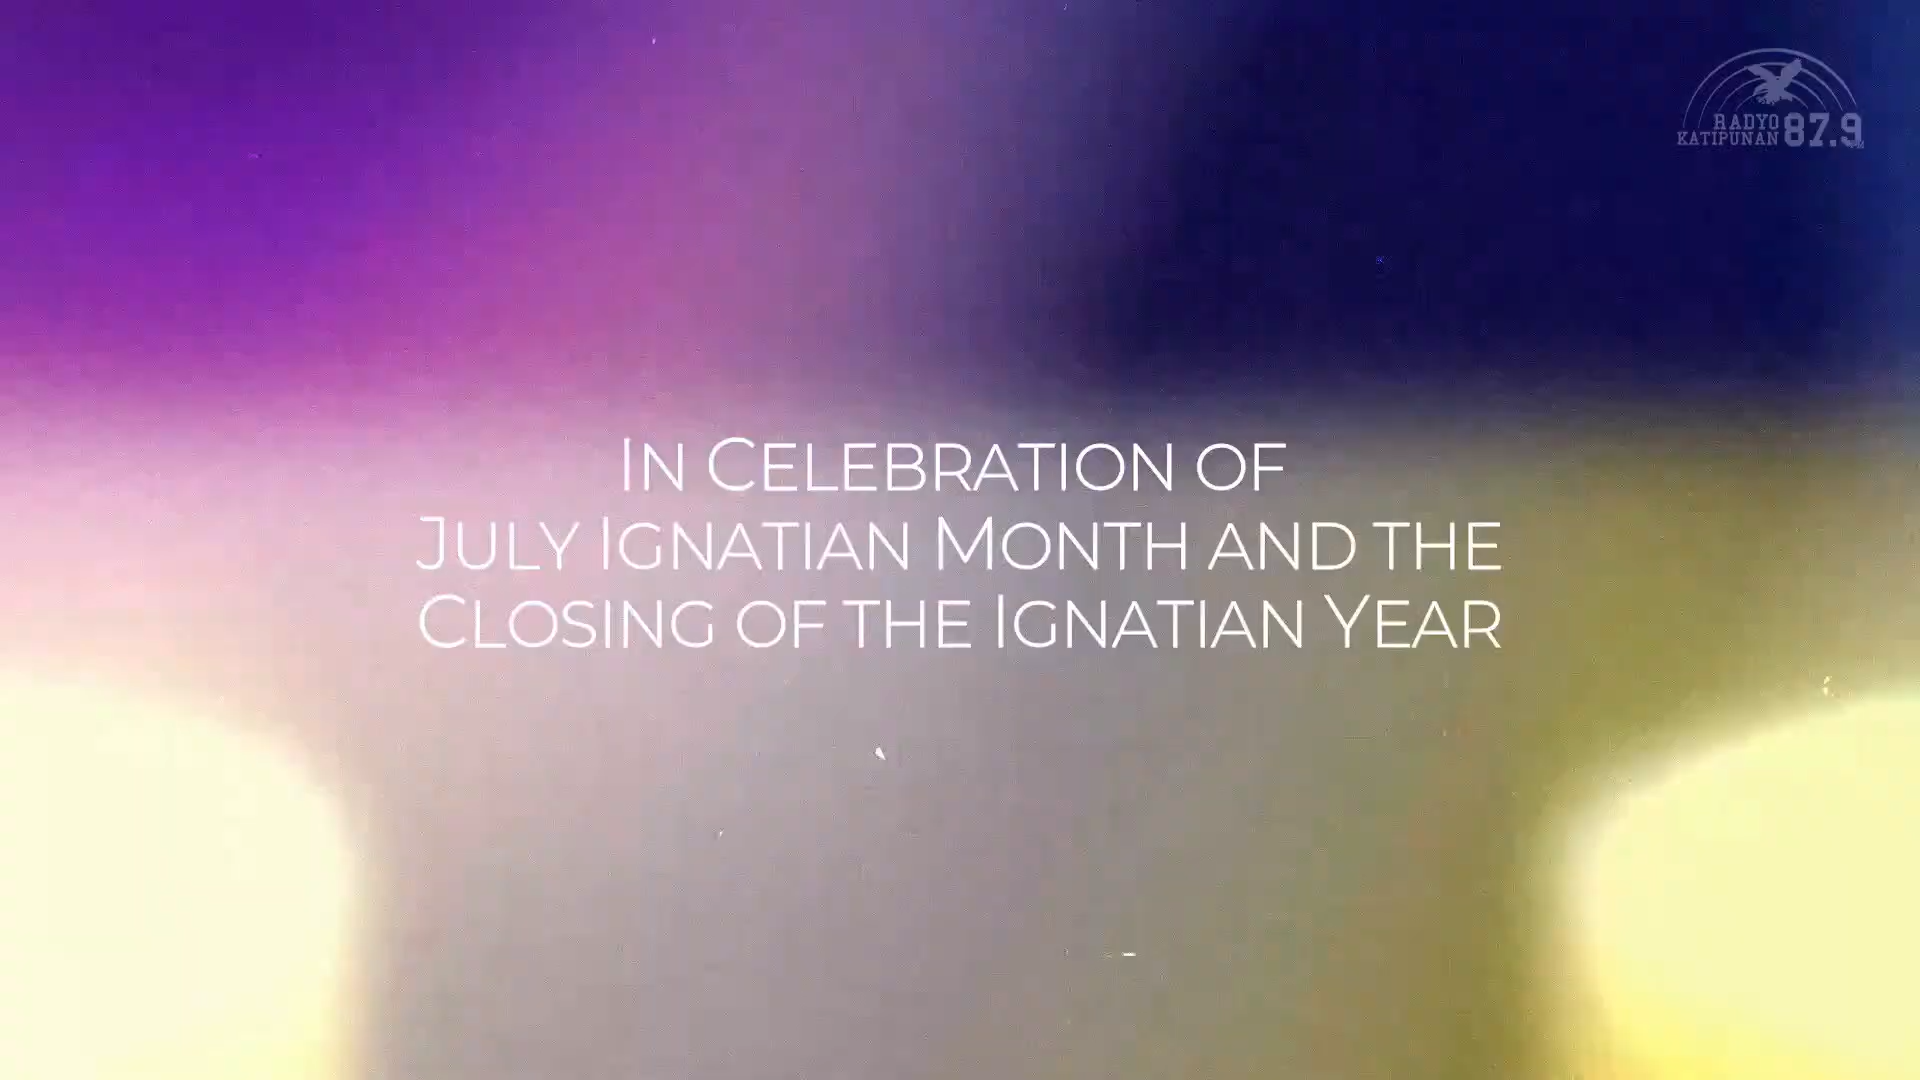 RADYO
KATIPUNAN 87.9
In Celebration of
July Ignatian Month and the
Closing of the Ignatian Year